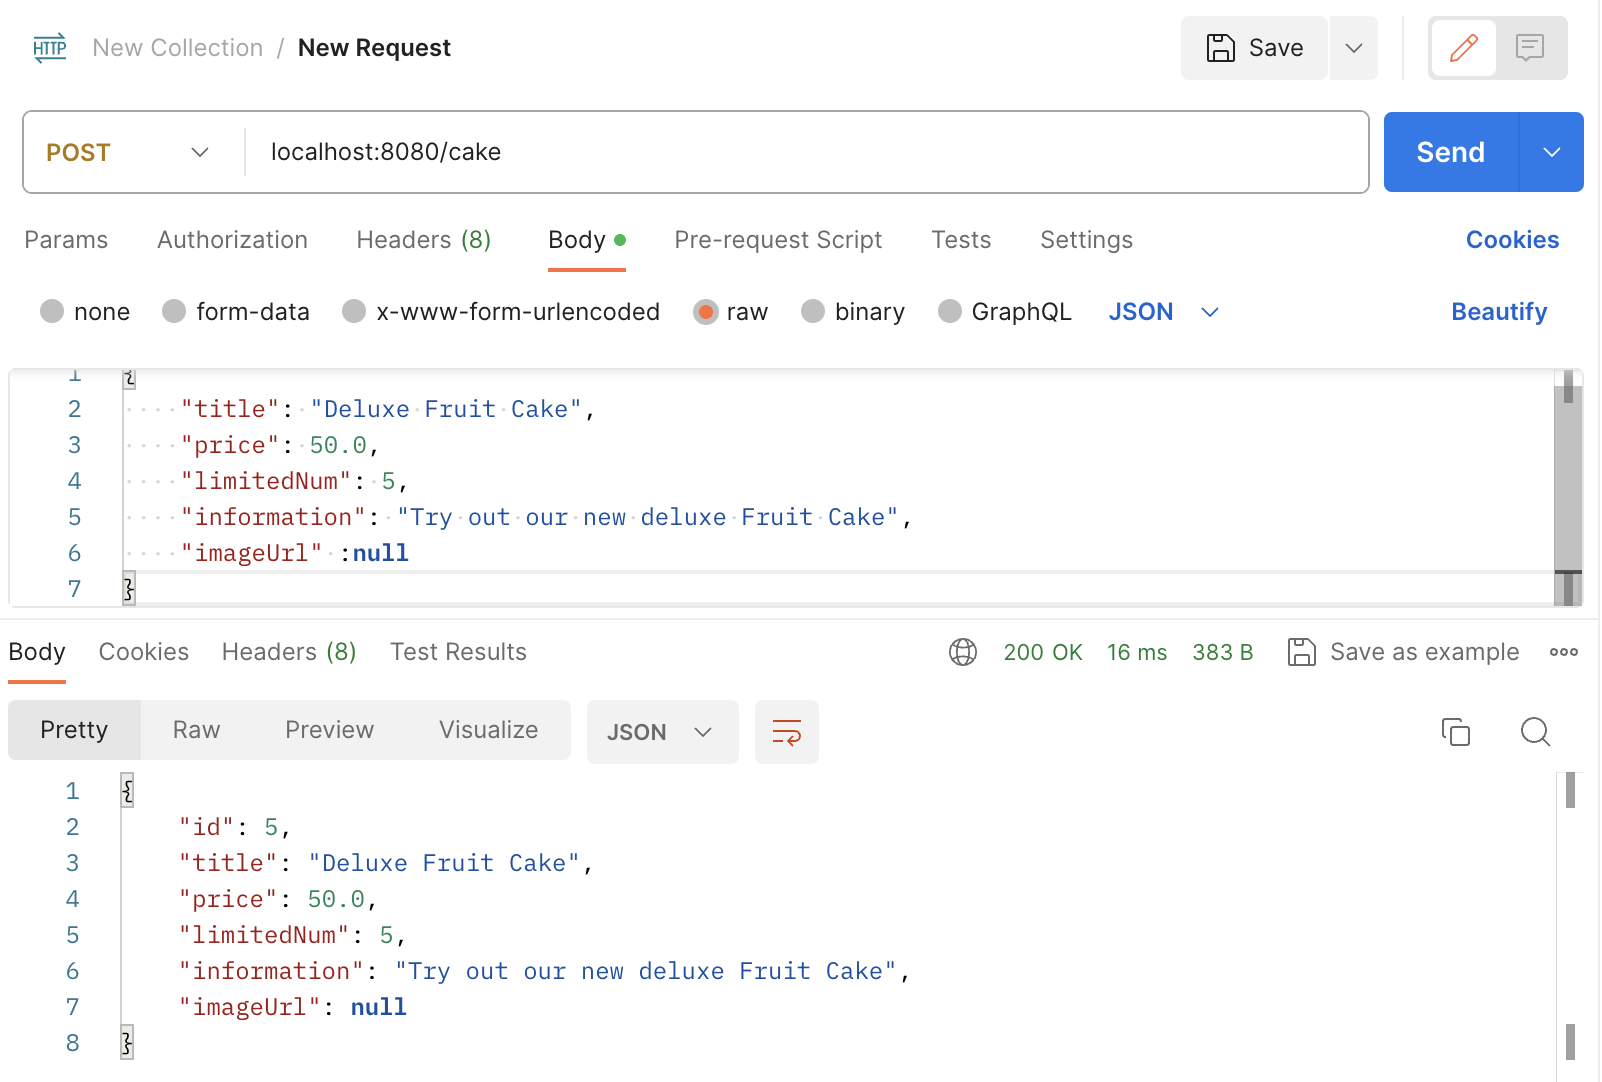 HTTP New Collection / New Request Save
POST localhost:8080/cake Send
Params Authorization Headers (8) Body Pre-request Script Tests Settings Cookies
none form-data x-www-form-urlencoded raw binary GraphQL JSON Beautify
1 {
2 "title": "Deluxe Fruit Cake",
3 "price": 50.0,
4 "limitedNum": 5,
5 "information": "Try out our new deluxe Fruit Cake",
6 "imageUrl" :null
7 }
Body Cookies Headers (8) Test Results 200 OK 16 ms 383 B Save as example
Pretty Raw Preview Visualize JSON
1 {
2 "id": 5,
3 "title": "Deluxe Fruit Cake",
4 "price": 50.0,
5 "limitedNum": 5,
6 "information": "Try out our new deluxe Fruit Cake",
7 "imageUrl": null
8 }